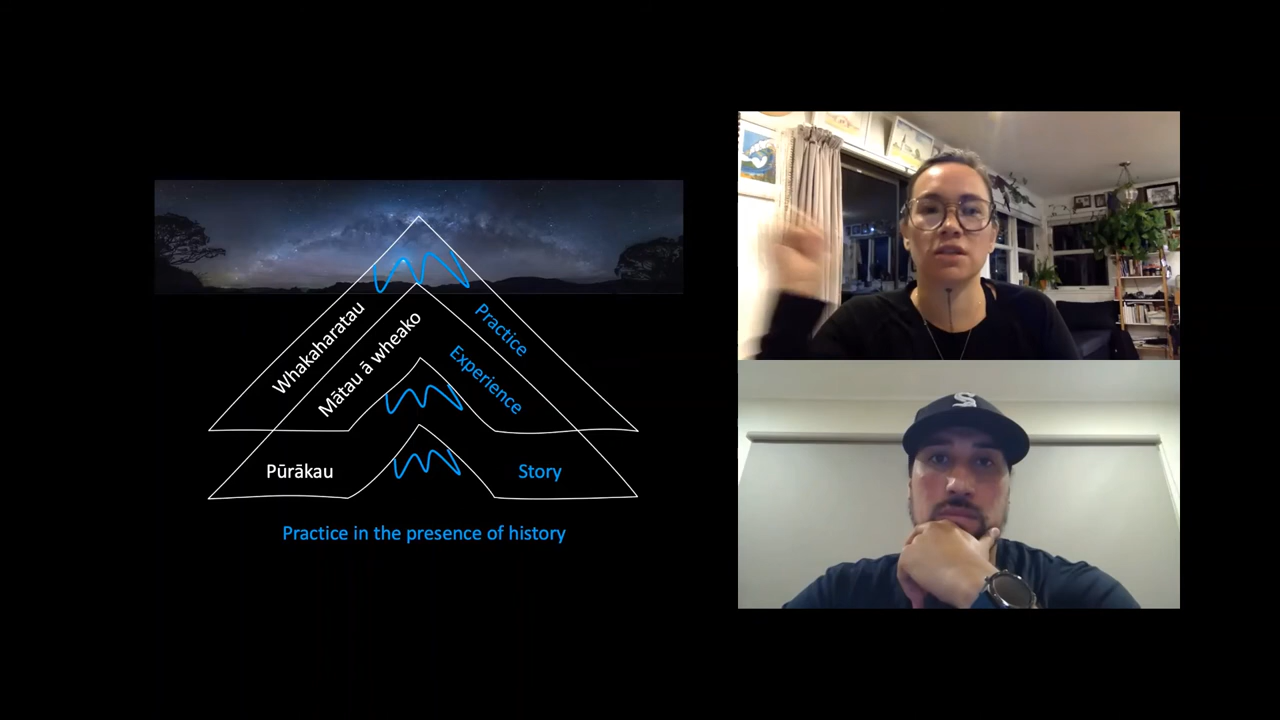 Whakaharatau
Practice
Mātau ā wheako
Experience
Pūrākau
Story
Practice in the presence of history
S